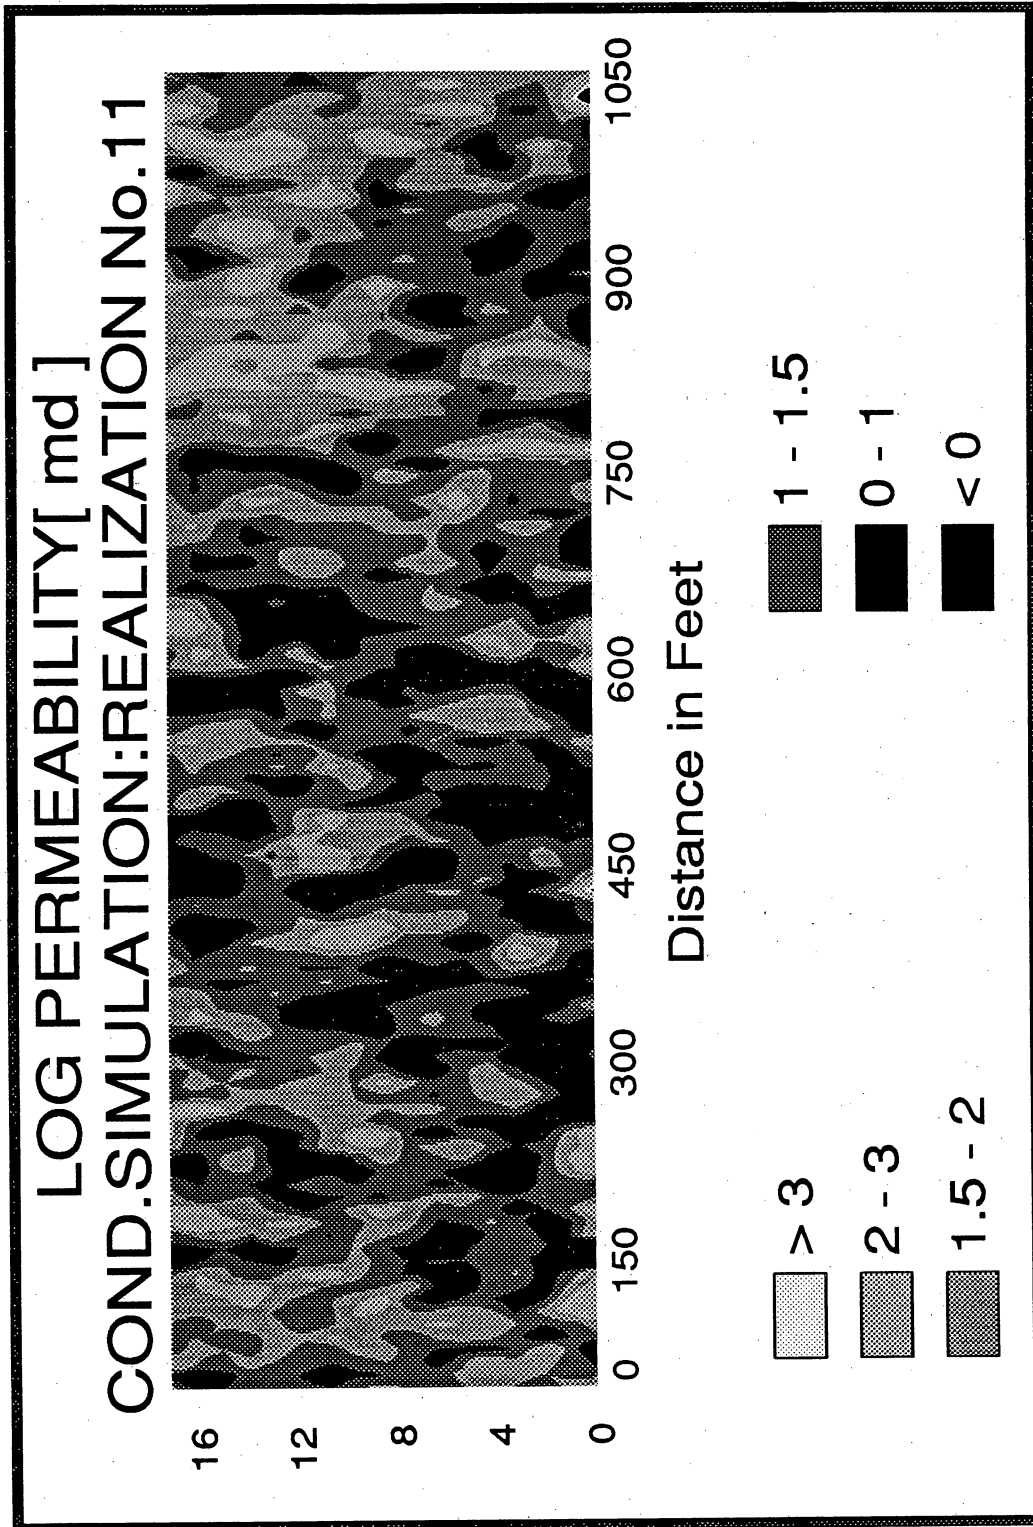 LOG PERMEABILITY[ md ]
COND.SIMULATION:REALIZATION No.11
16
12
8
4
0
0 150 300 450 600 750 900 1050
Distance in Feet
> 3
2 - 3
1.5 - 2
1 - 1.5
0 - 1
< 0